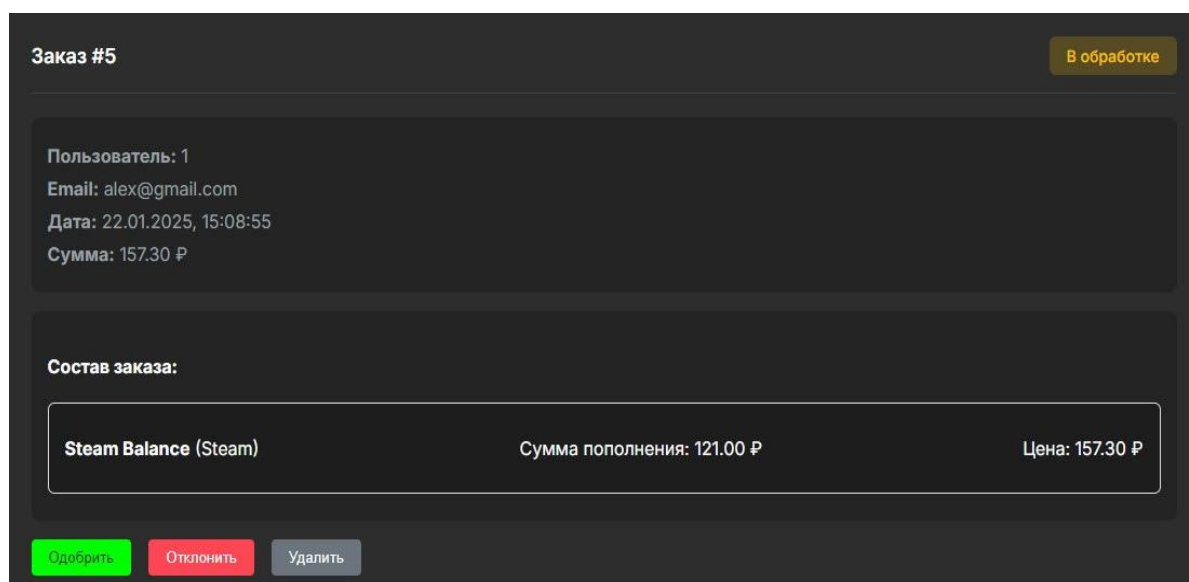 Заказ #5
В обработке
Пользователь: 1
Email: alex@gmail.com
Дата: 22.01.2025, 15:08:55
Сумма: 157.30 ₽
Состав заказа:
Steam Balance (Steam) Сумма пополнения: 121.00 ₽ Цена: 157.30 ₽
Одобрить Отклонить Удалить